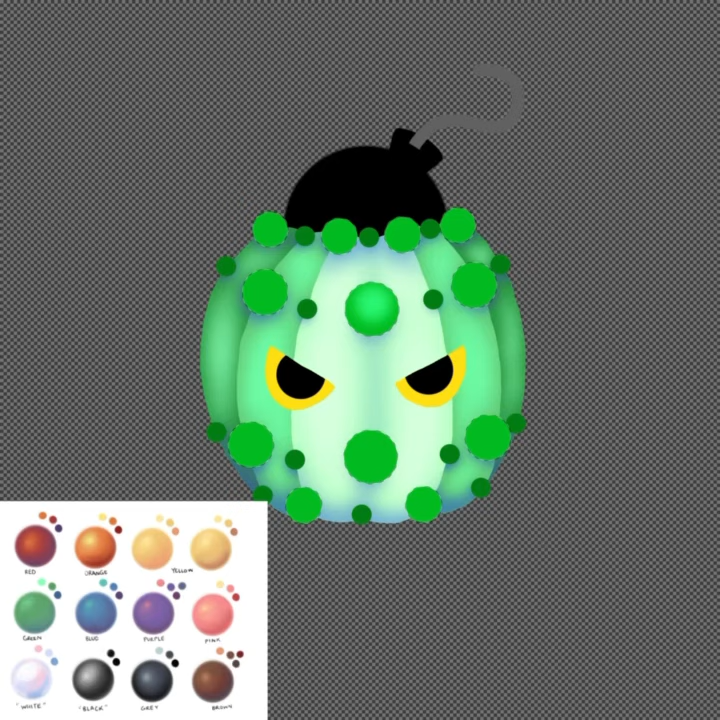 RED ORANGE YELLOW
GREEN BLUE PURPLE PINK
"WHITE" "BLACK" GREY BROWN